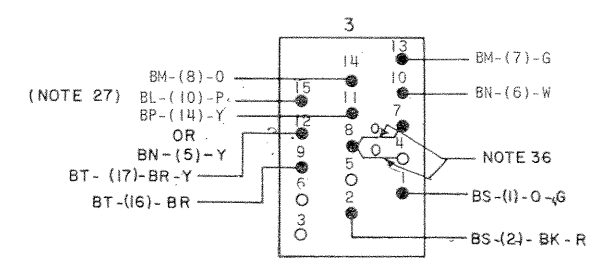 3
13
14
BM-(7)-G
BM-(8)-O
10
15
BN-(6)-W
(NOTE 27) BL-(10)-P
11
BP-(14)-Y
7
12
OR
8
4
BN-(5)-Y
9
NOTE 36
BT-(17)-BR-Y
5
1
6
BT-(16)-BR
BS-(1)-O-G
2
3
BS-(2)-BK-R